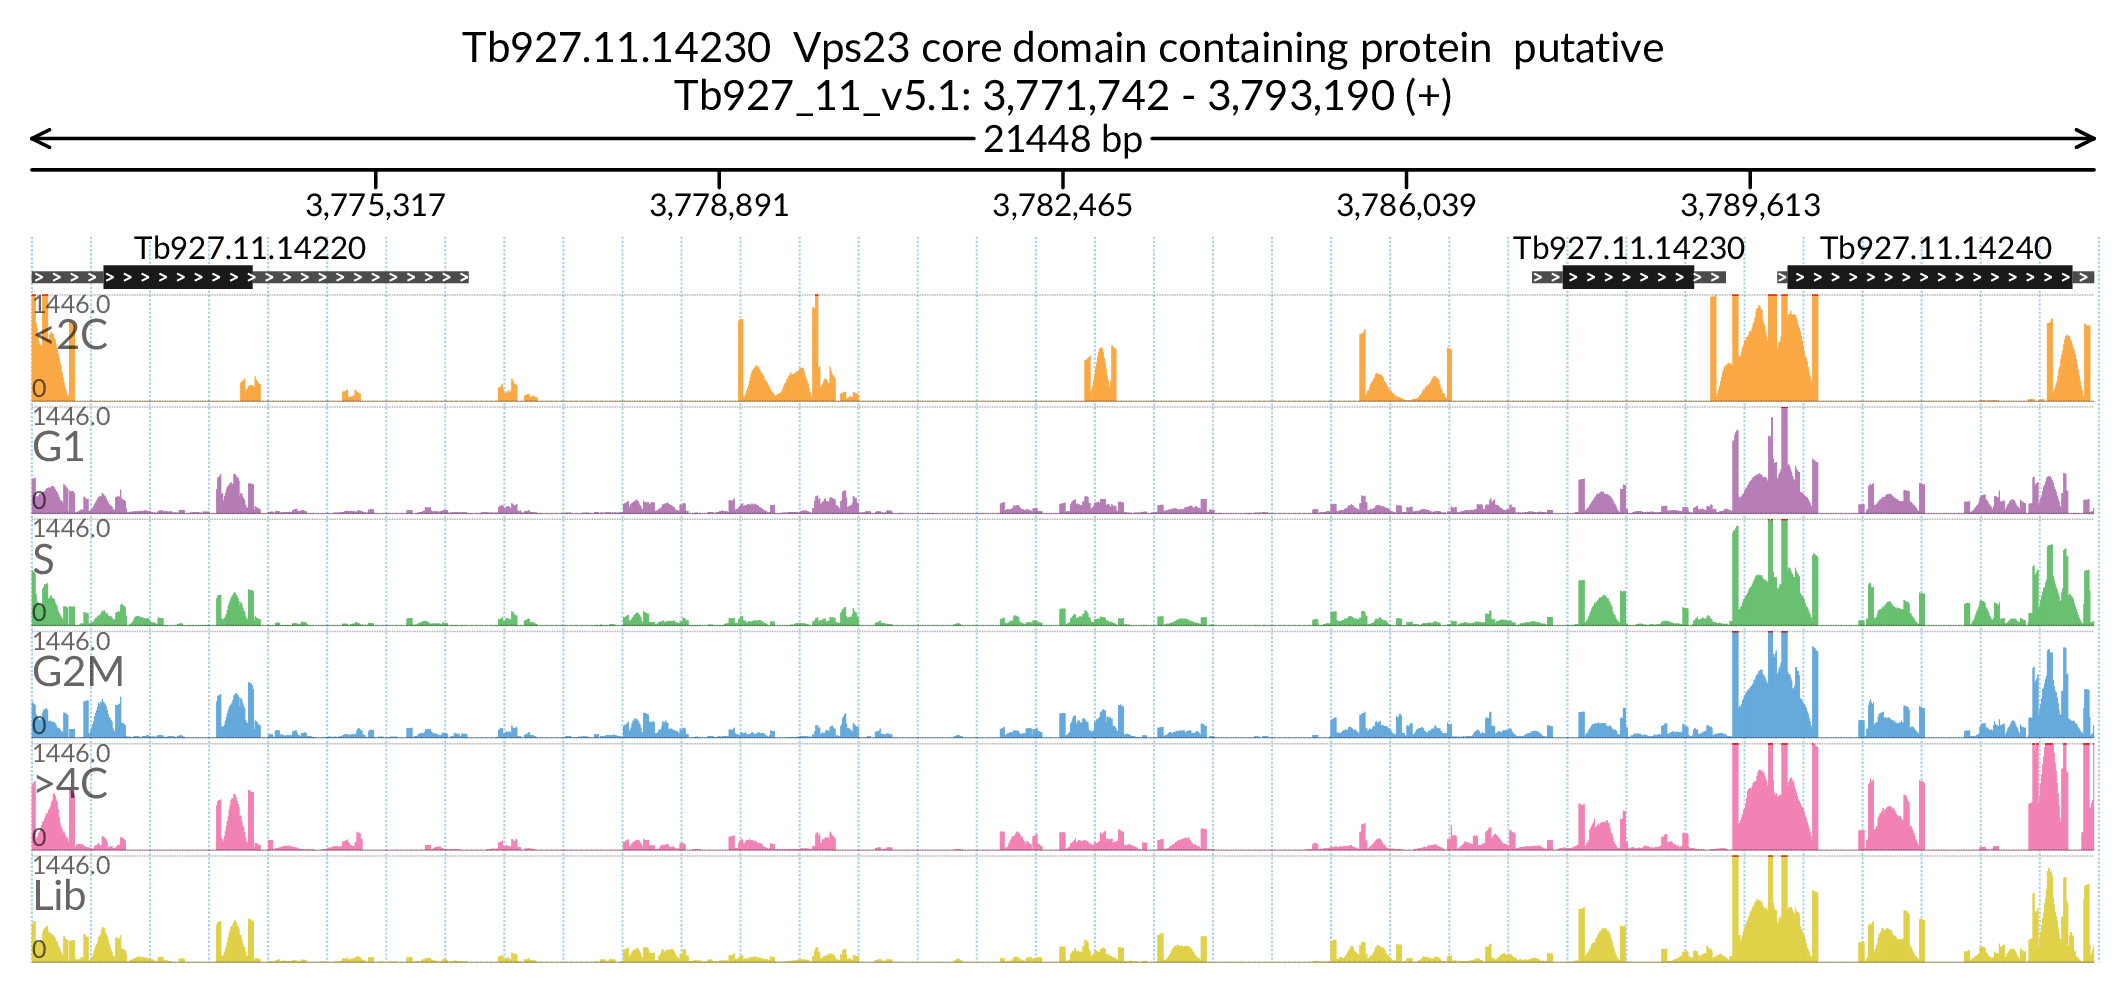 Tb927.11.14230  Vps23 core domain containing protein  putative
Tb927_11_v5.1: 3,771,742 - 3,793,190 (+)
21448 bp
3,775,317 3,778,891 3,782,465 3,786,039 3,789,613
Tb927.11.14220 Tb927.11.14230 Tb927.11.14240
1446.0
<2C
0
1446.0
G1
0
1446.0
S
0
1446.0
G2M
0
1446.0
>4C
0
1446.0
Lib
0